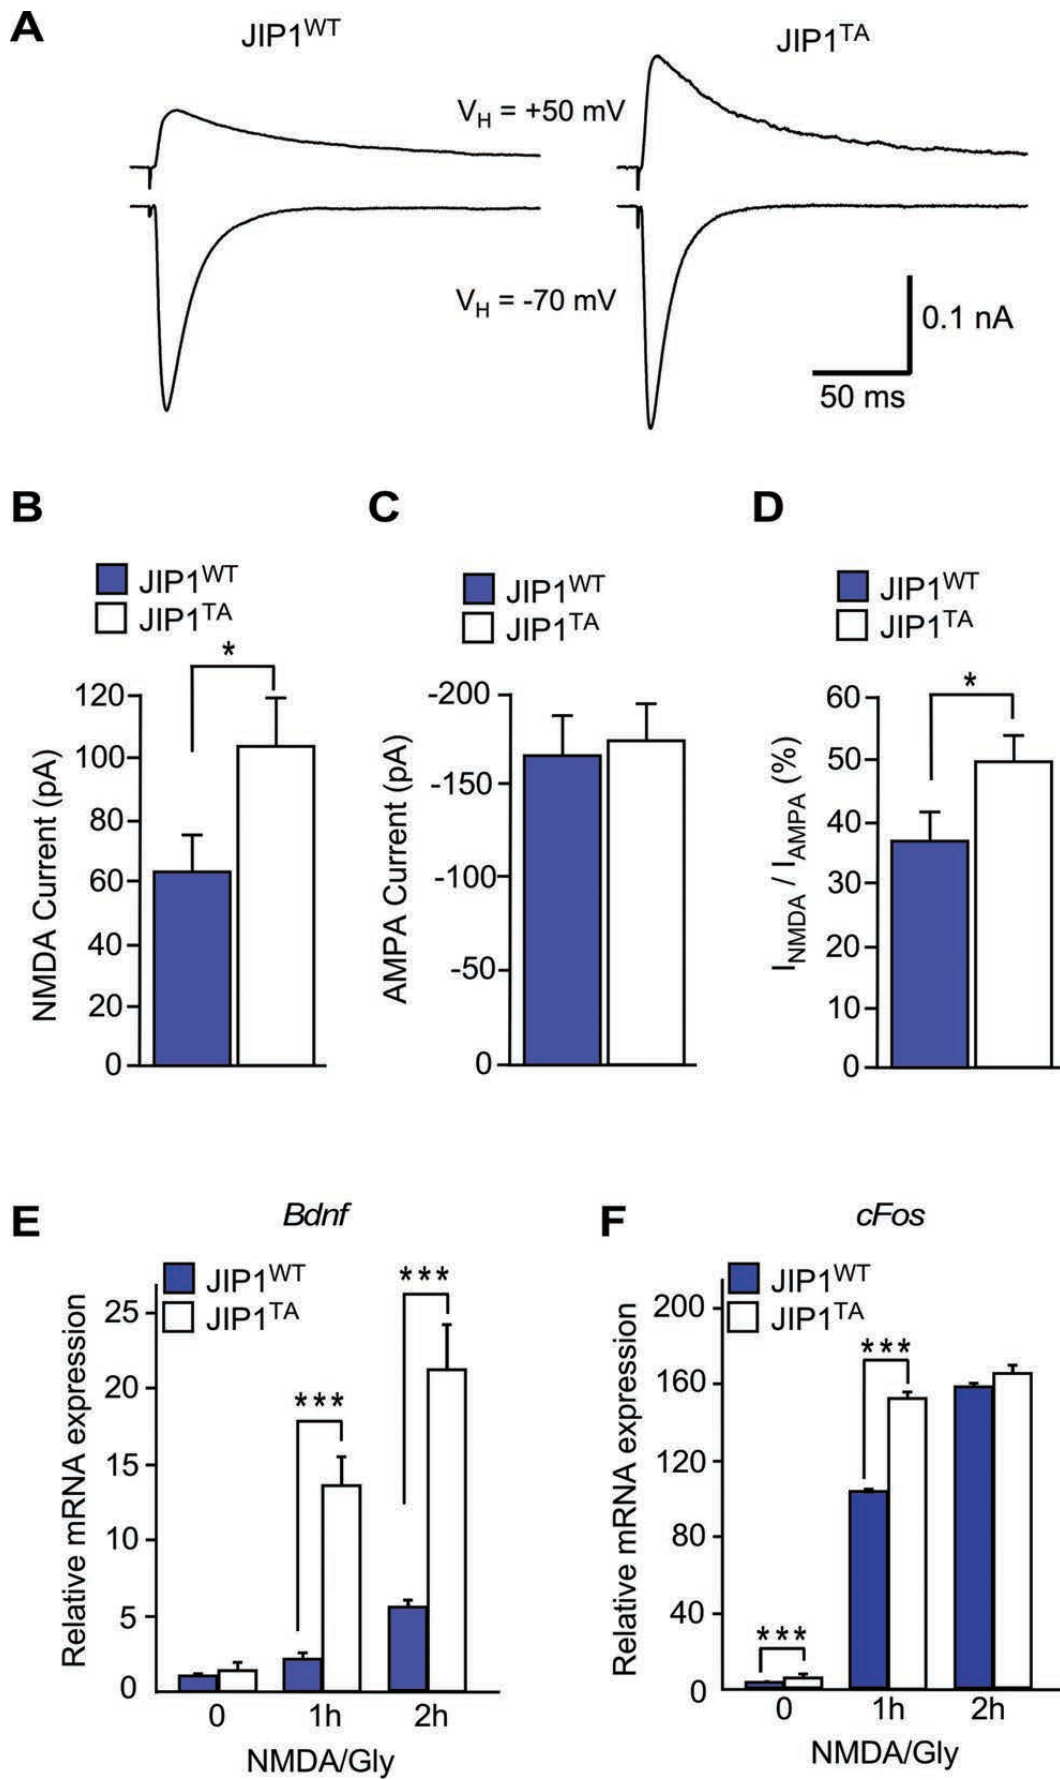 A
JIP1WT
JIP1TA
VH = +50 mV
VH = -70 mV
0.1 nA
50 ms
B
JIP1WT
JIP1TA
*
NMDA Current (pA)
120
100
80
60
40
20
0
C
JIP1WT
JIP1TA
AMPA Current (pA)
-200
-150
-100
-50
0
D
JIP1WT
JIP1TA
*
INMDA / IAMPA (%)
60
50
40
30
20
10
0
E
Bdnf
JIP1WT
JIP1TA
***
***
Relative mRNA expression
25
20
15
10
5
0
0 1h 2h
NMDA/Gly
F
cFos
JIP1WT
JIP1TA
***
***
Relative mRNA expression
200
160
120
80
40
0
0 1h 2h
NMDA/Gly